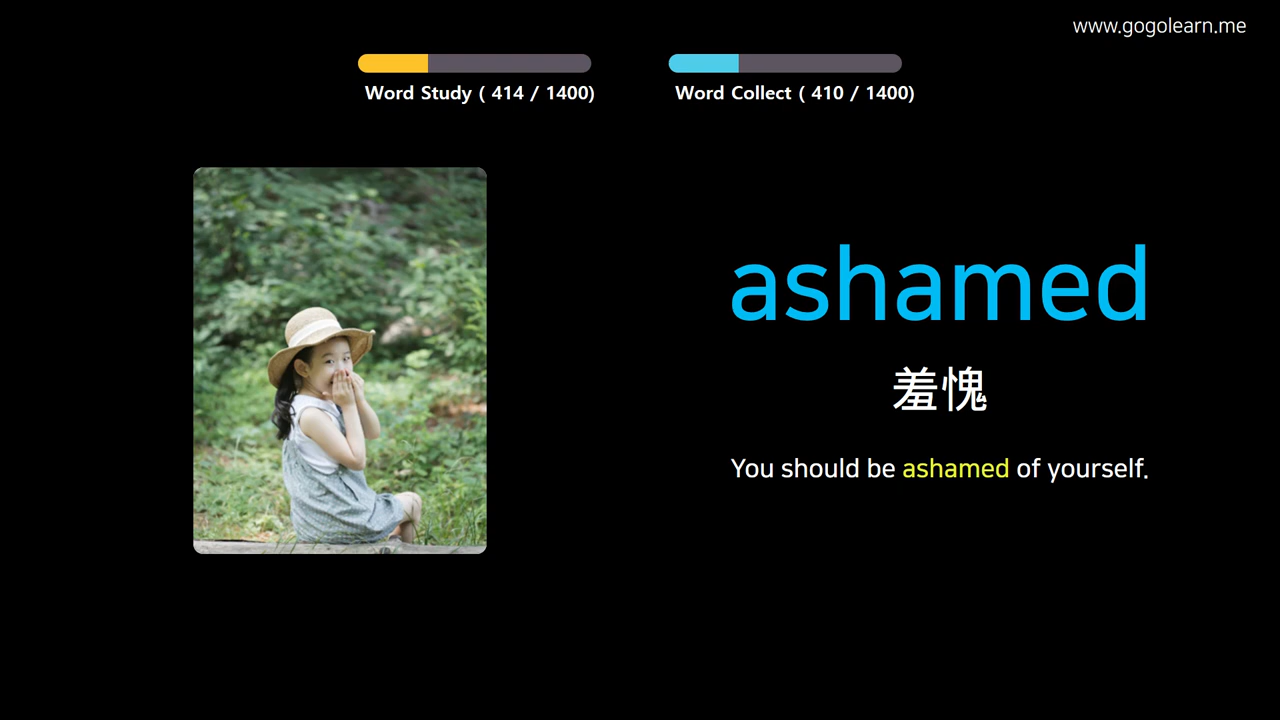 www.gogolearn.me
Word Study ( 414 / 1400)
Word Collect ( 410 / 1400)
ashamed
羞愧
You should be ashamed of yourself.